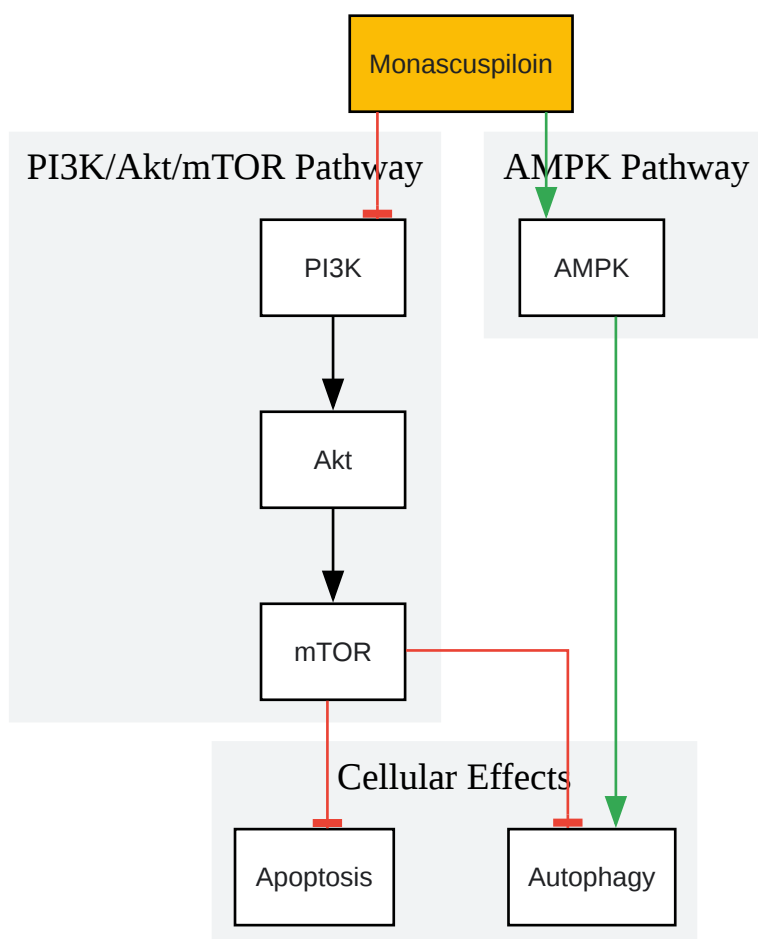 Monascuspiloin
PI3K/Akt/mTOR Pathway
AMPK Pathway
PI3K
AMPK
Akt
mTOR
Cellular Effects
Apoptosis
Autophagy